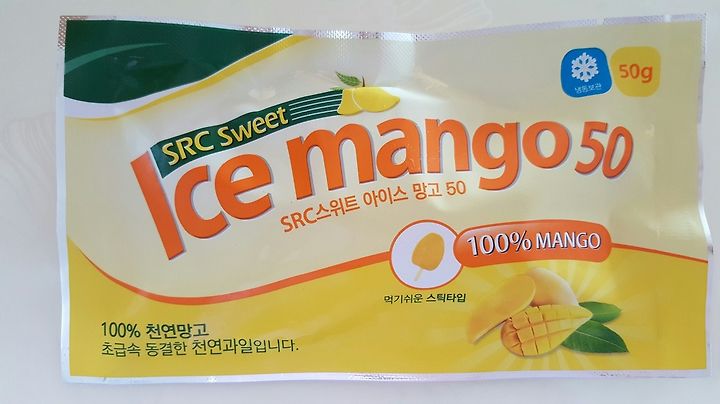 SRC Sweet
50g
냉동보관
Ice mango 50
SRC스위트 아이스 망고 50
100% MANGO
먹기쉬운 스틱타입
100% 천연망고
초급속 동결한 천연과일입니다.